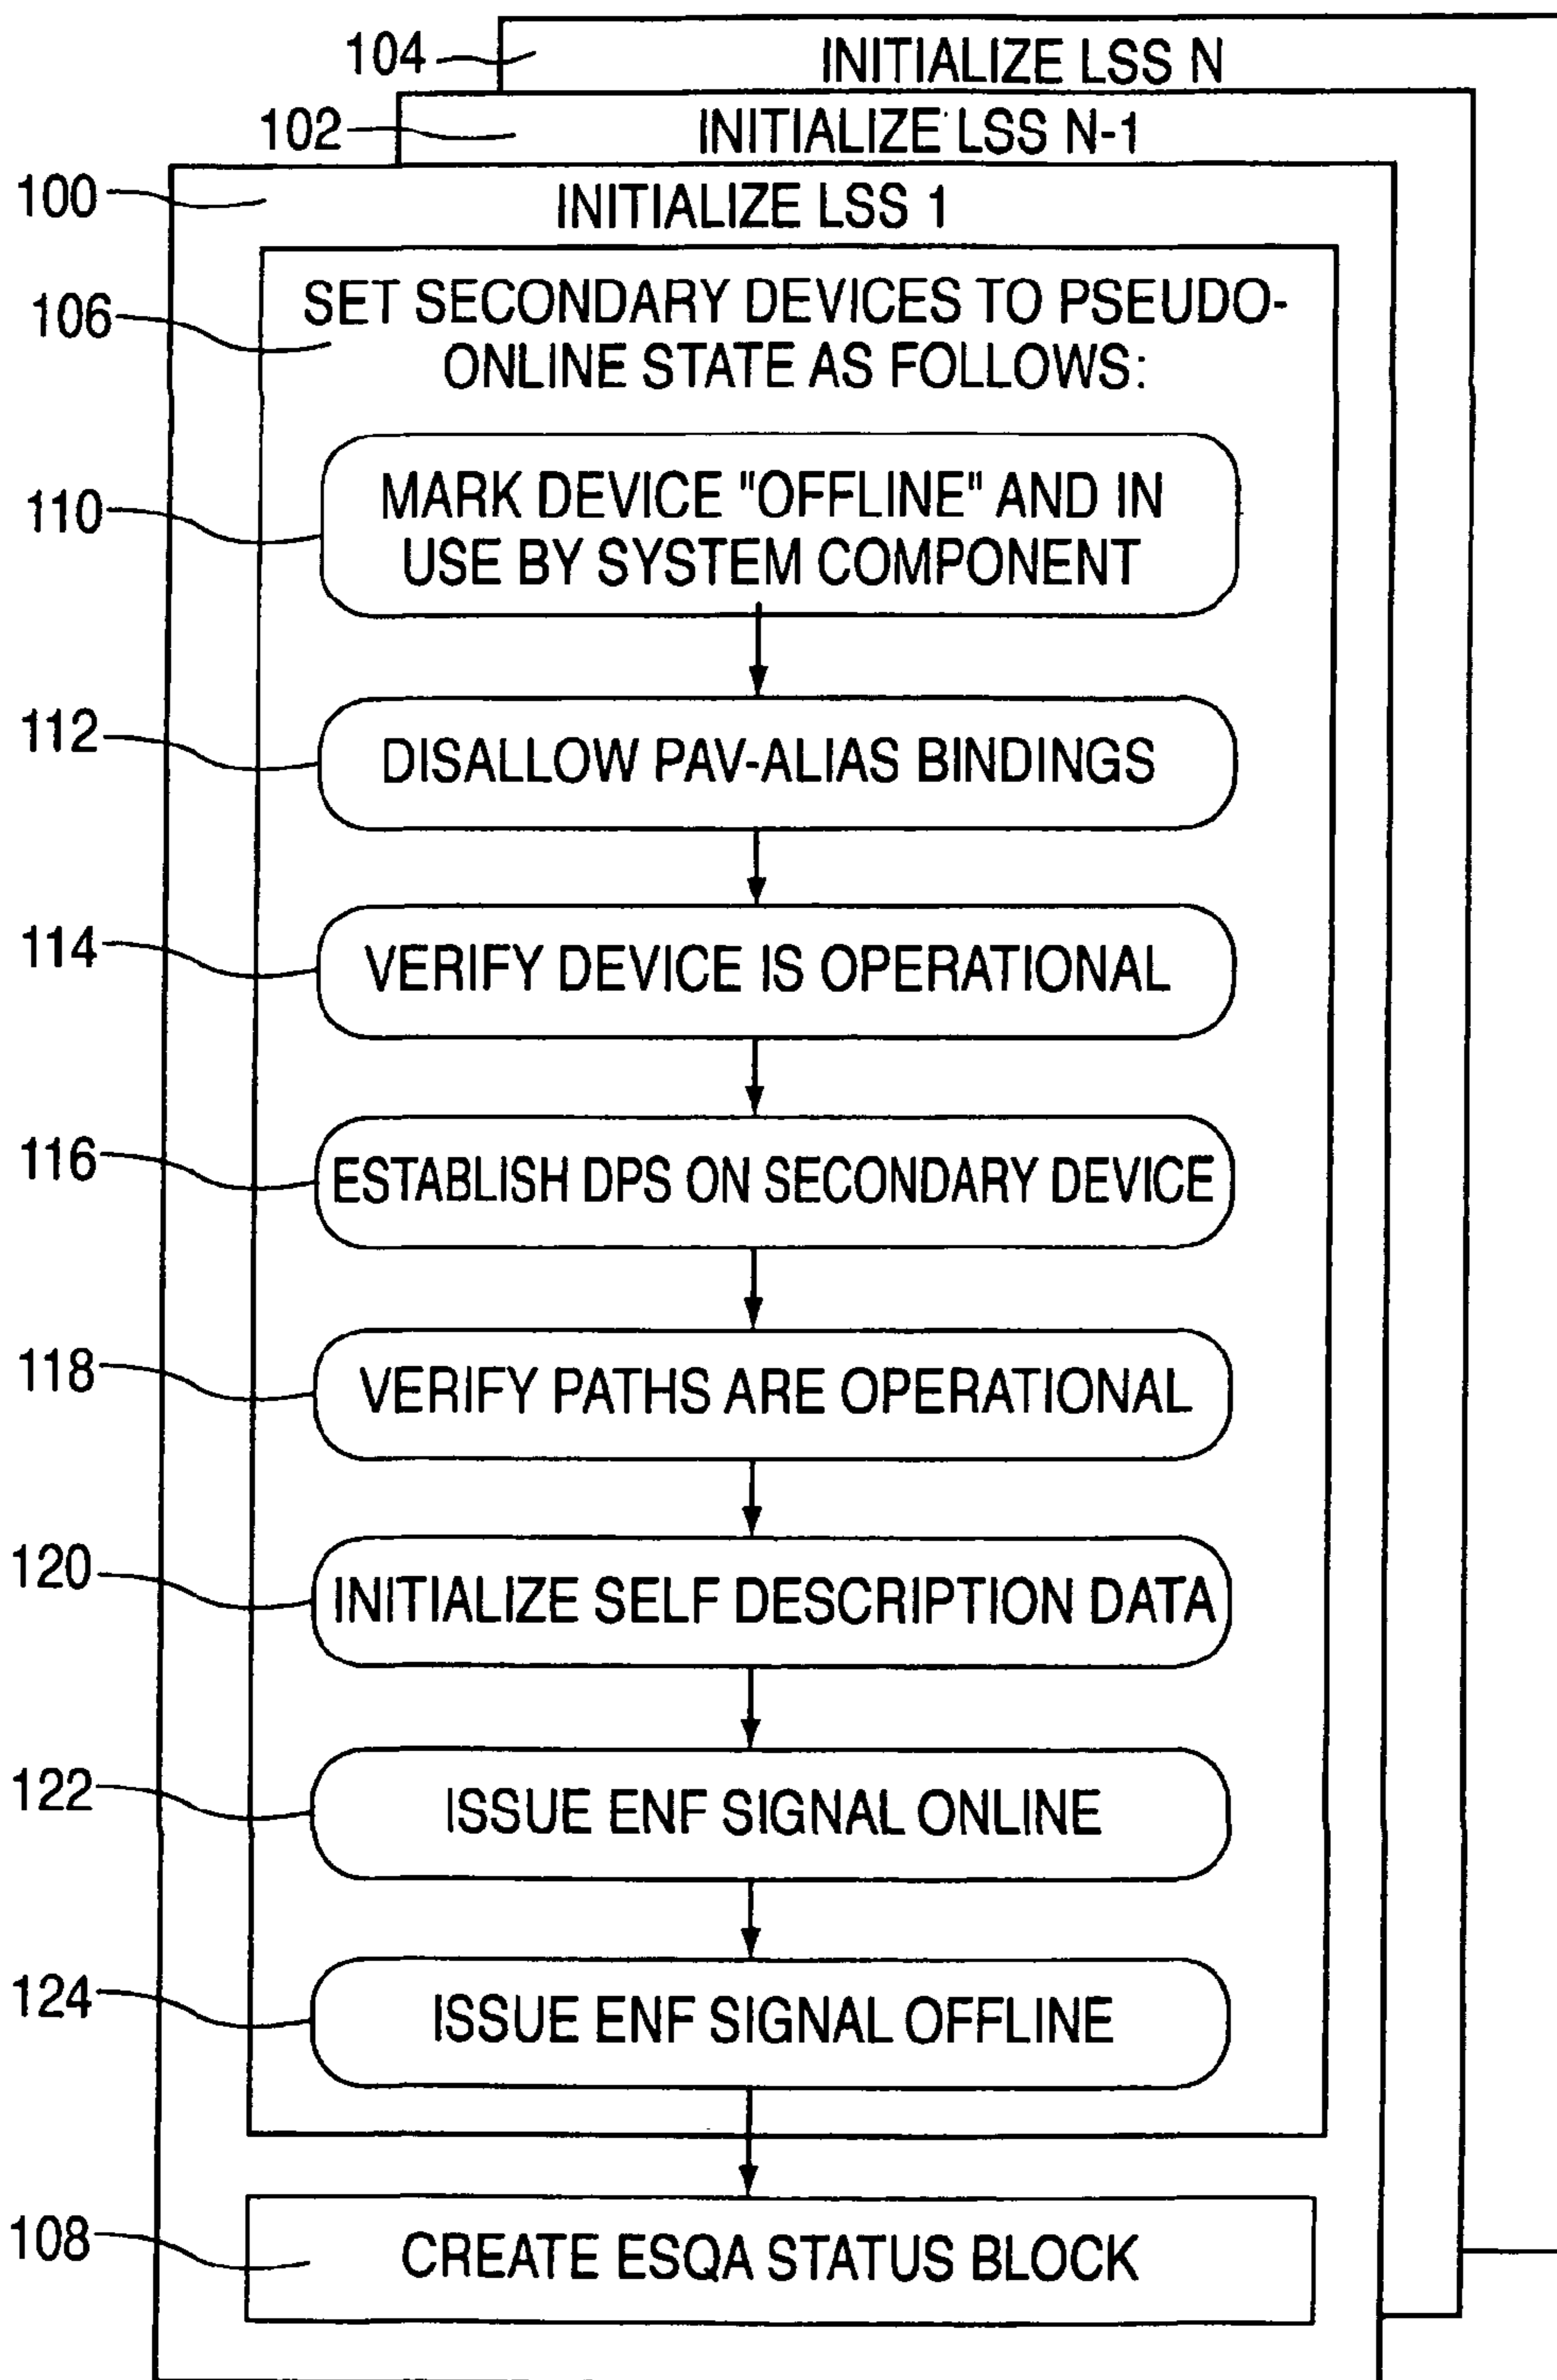 104 INITIALIZE LSS N
102 INITIALIZE LSS N-1
100 INITIALIZE LSS 1
106 SET SECONDARY DEVICES TO PSEUDO-
ONLINE STATE AS FOLLOWS:
110 MARK DEVICE "OFFLINE" AND IN
USE BY SYSTEM COMPONENT
112 DISALLOW PAV-ALIAS BINDINGS
114 VERIFY DEVICE IS OPERATIONAL
116 ESTABLISH DPS ON SECONDARY DEVICE
118 VERIFY PATHS ARE OPERATIONAL
120 INITIALIZE SELF DESCRIPTION DATA
122 ISSUE ENF SIGNAL ONLINE
124 ISSUE ENF SIGNAL OFFLINE
108 CREATE ESQA STATUS BLOCK